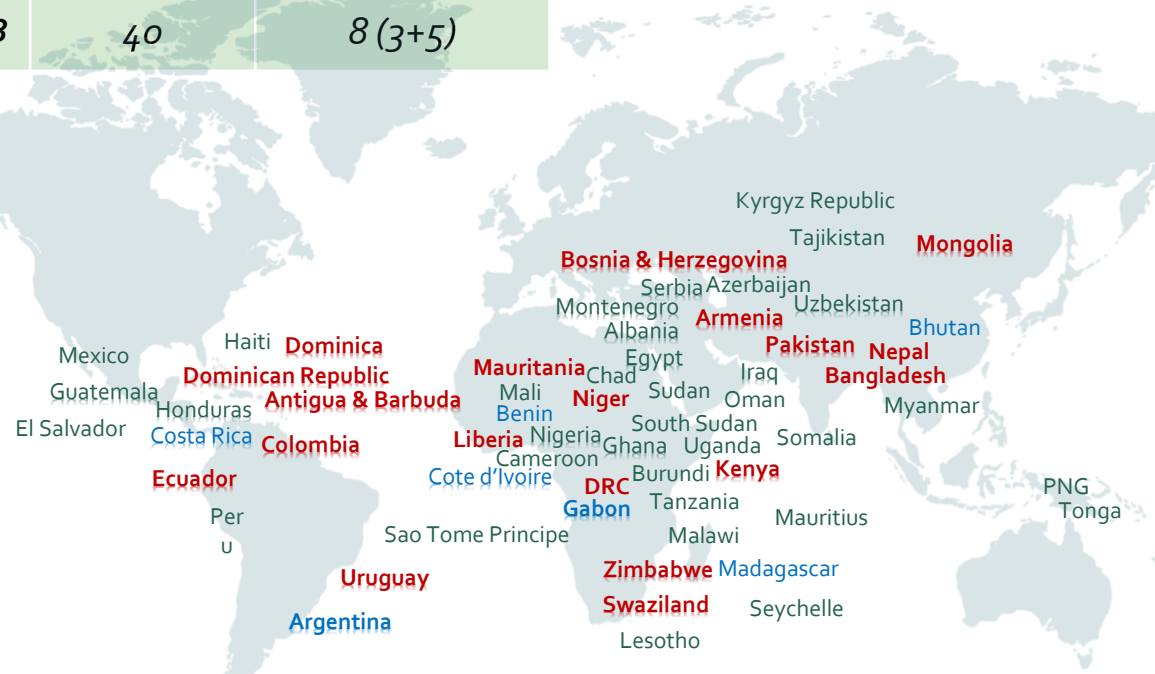 8 40 8 (3+5)
Kyrgyz Republic
Tajikistan
Mongolia
Bosnia & Herzegovina
Serbia
Azerbaijan
Montenegro
Uzbekistan
Armenia
Albania
Bhutan
Haiti
Dominica
Pakistan
Nepal
Mexico
Egypt
Mauritania
Chad
Iraq
Dominican Republic
Bangladesh
Guatemala
Mali
Niger
Sudan
Oman
Antigua & Barbuda
Honduras
Benin
Myanmar
El Salvador
Costa Rica
Colombia
Liberia
Nigeria
South Sudan
Ghana
Uganda
Somalia
Cameroon
Ecuador
Cote d'Ivoire
Burundi
Kenya
DRC
PNG
Gabon
Tanzania
Tonga
Per
u
Mauritius
Sao Tome Principe
Malawi
Uruguay
Zimbabwe
Madagascar
Swaziland
Seychelle
Argentina
Lesotho